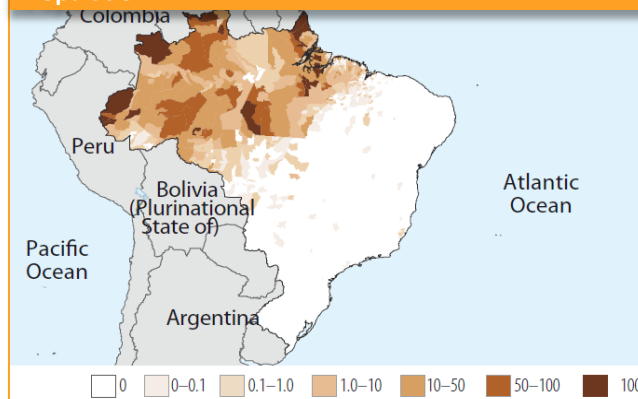 Colombia
Peru
Bolivia
(Plurinational
State of)
Atlantic
Ocean
Pacific
Ocean
Argentina
0 0–0.1 0.1–1.0 1.0–10 10–50 50–100 100